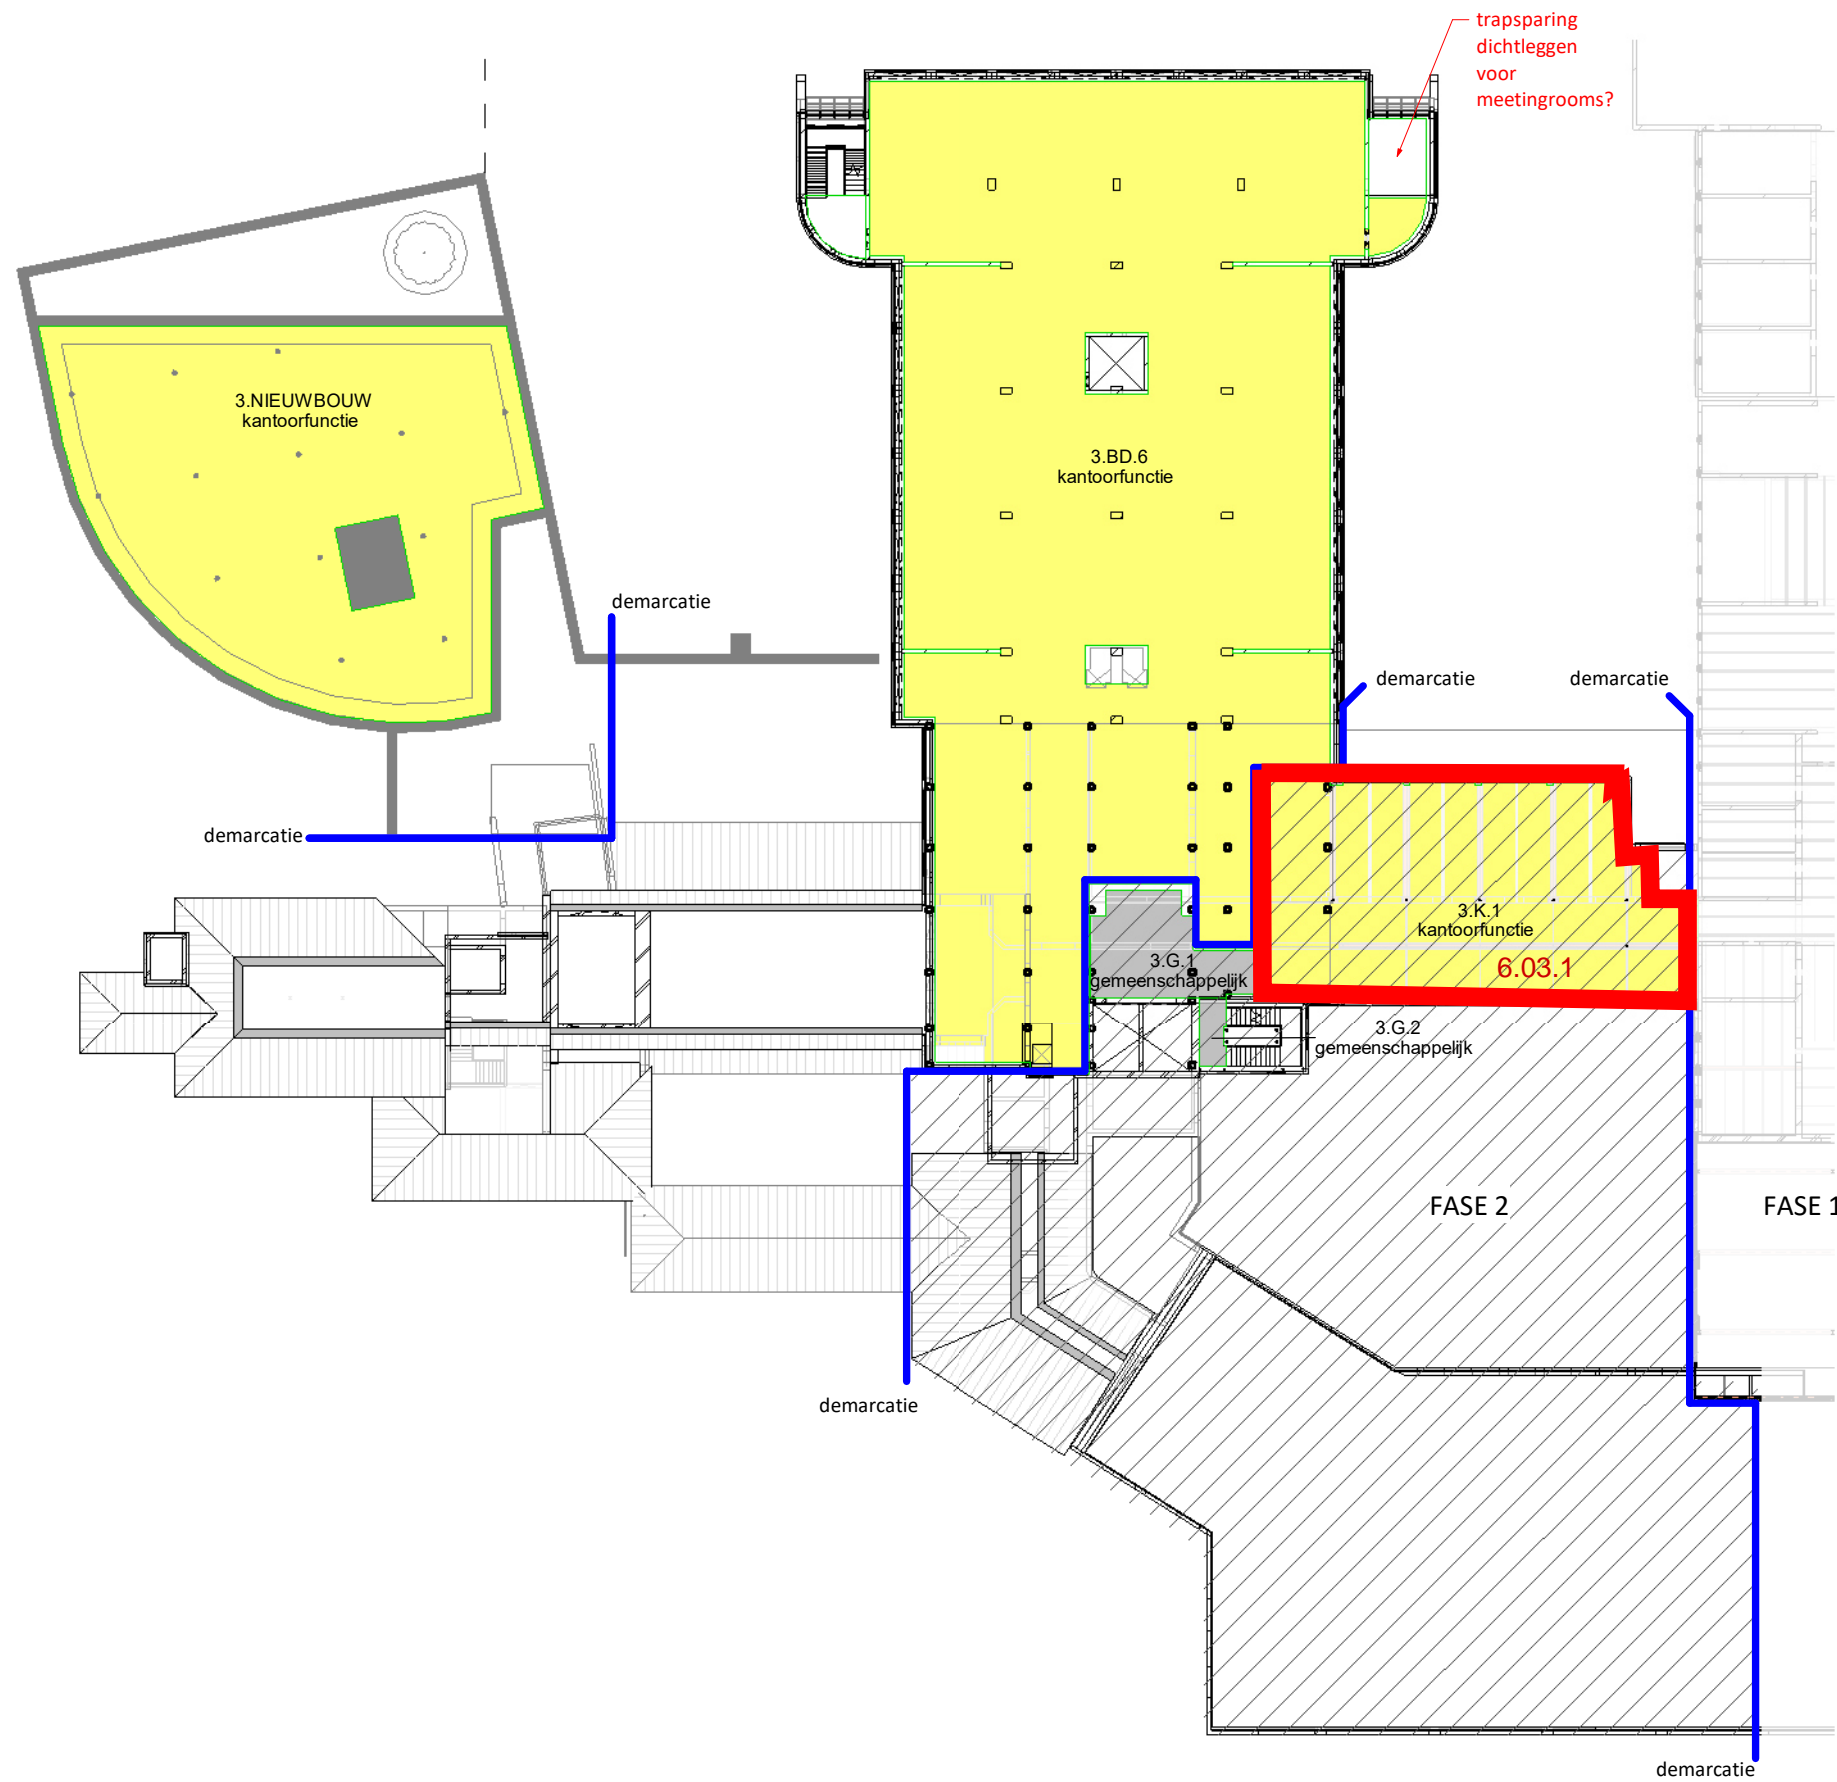 trapsparing
dichtleggen
voor
meetingrooms?
3.NIEUWBOUW
kantoorfunctie
3.BD.6
kantoorfunctie
demarcatie
demarcatie
demarcatie
demarcatie
3.K.1
kantoorfunctie
6.03.1
3.G.1
gemeenschappelijk
3.G.2
gemeenschappelijk
FASE 2
FASE 1
demarcatie
demarcatie